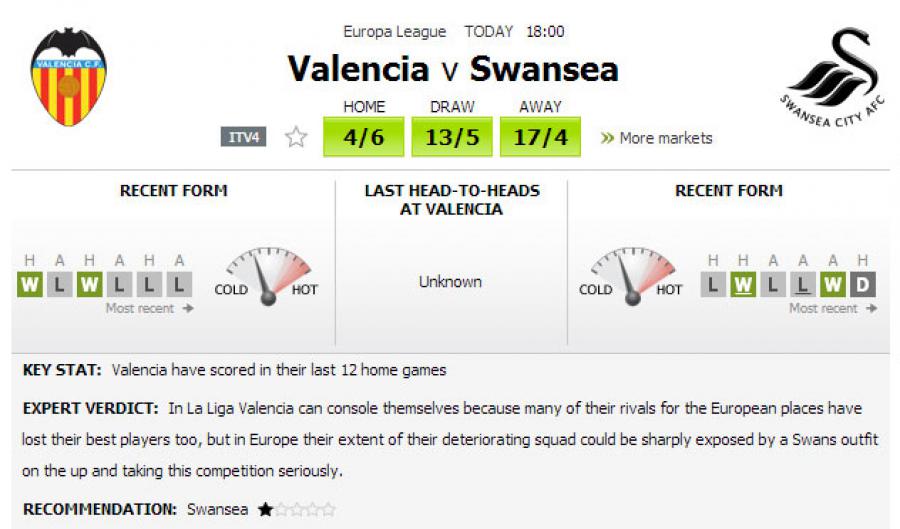 Europa League TODAY 18:00
VALENCIA C.F.
Valencia v Swansea
SWANSEA CITY AFC
HOME DRAW AWAY
ITV4 4/6 13/5 17/4 » More markets
RECENT FORM
H A H A H A
W L W L L L
Most recent →
COLD HOT
LAST HEAD-TO-HEADS
AT VALENCIA
Unknown
RECENT FORM
COLD HOT
H H A A A H
L W L L W D
Most recent →
KEY STAT: Valencia have scored in their last 12 home games
EXPERT VERDICT: In La Liga Valencia can console themselves because many of their rivals for the European places have
lost their best players too, but in Europe their extent of their deteriorating squad could be sharply exposed by a Swans outfit
on the up and taking this competition seriously.
RECOMMENDATION: Swansea